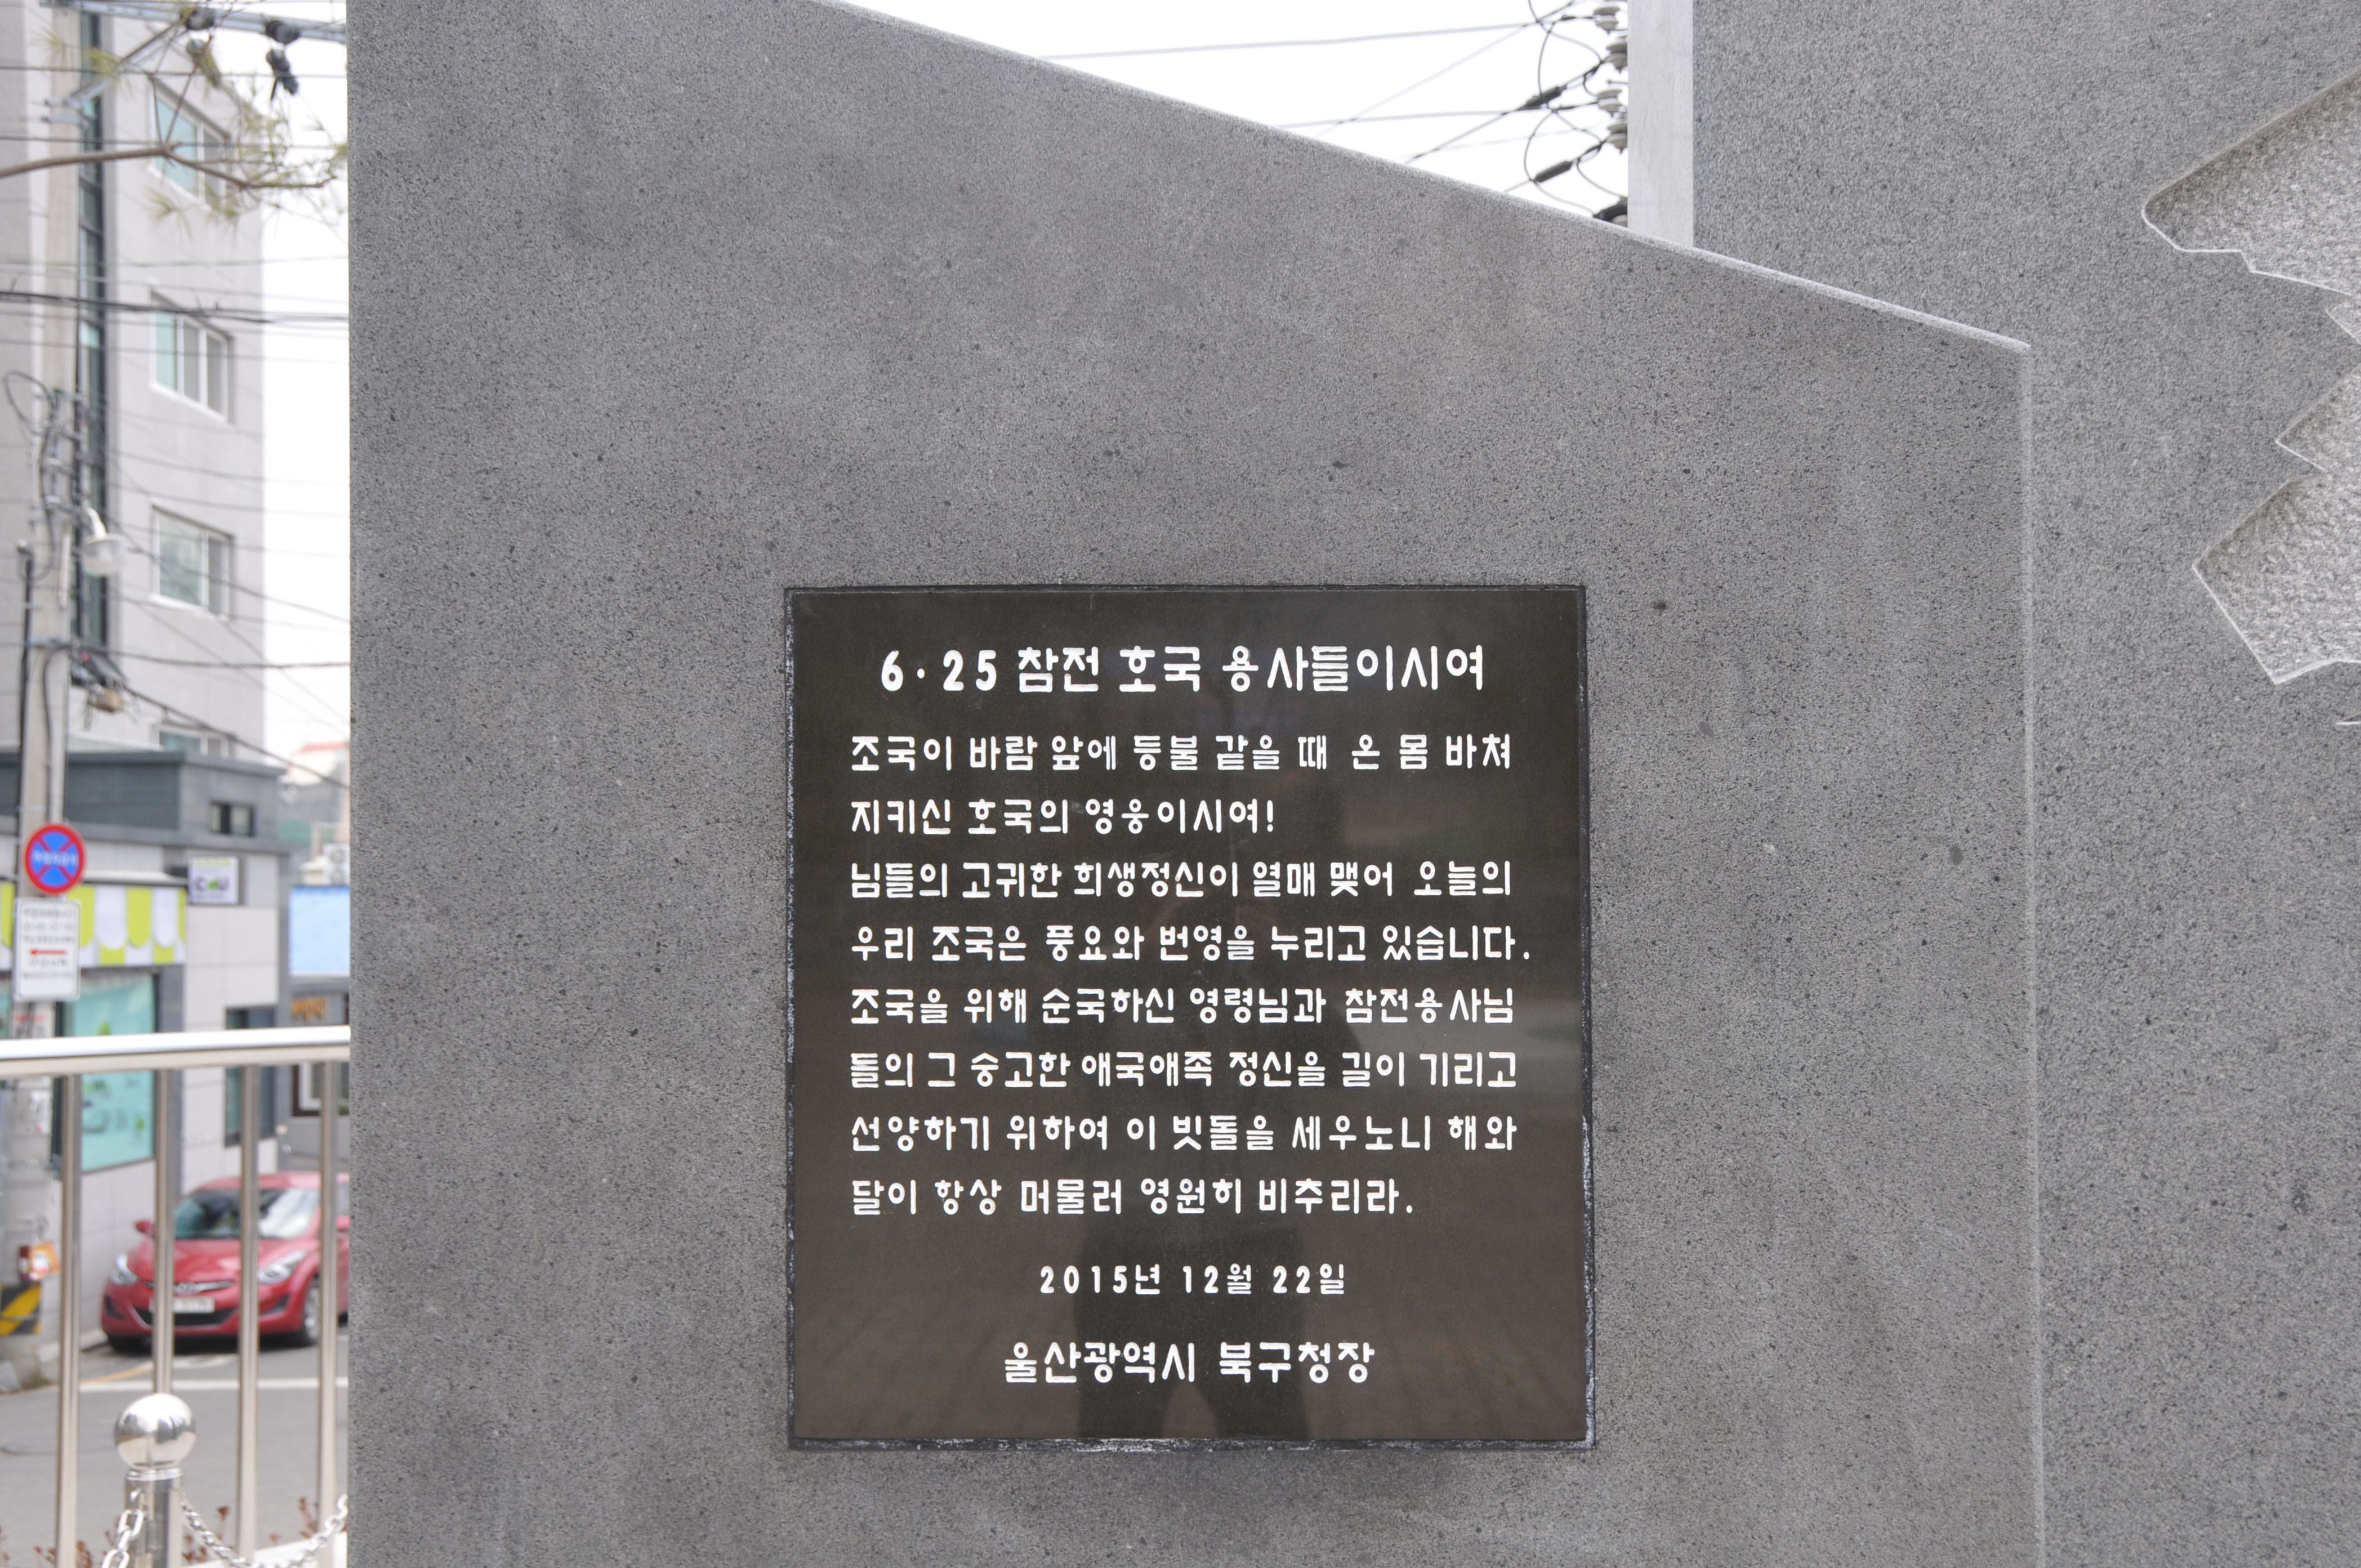 6·25 참전 호국 용사들이시여
조국이 바람 앞에 등불 같을 때 온 몸 바쳐
지키신 호국의 영웅이시여!
님들의 고귀한 희생정신이 열매 맺어 오늘의
우리 조국은 풍요와 번영을 누리고 있습니다.
조국을 위해 순국하신 영령님과 참전용사님
들의 그 숭고한 애국애족 정신을 길이 기리고
선양하기 위하여 이 빗돌을 세우노니 해와
달이 항상 머물러 영원히 비추리라.
2015년 12월 22일
울산광역시 북구청장